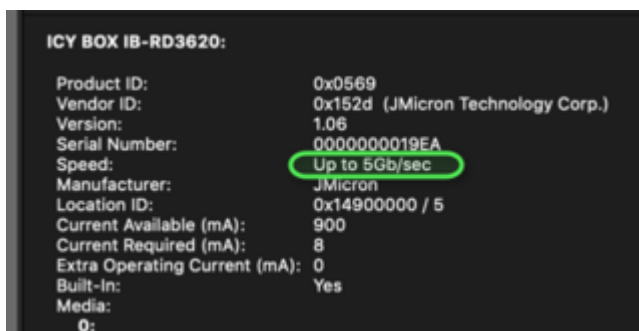 ICY BOX IB-RD3620:
Product ID: 0x0569
Vendor ID: 0x152d (JMicron Technology Corp.)
Version: 1.06
Serial Number: 0000000019EA
Speed: Up to 5Gb/sec
Manufacturer: JMicron
Location ID: 0x14900000 / 5
Current Available (mA): 900
Current Required (mA): 8
Extra Operating Current (mA): 0
Built-In: Yes
Media:
0: